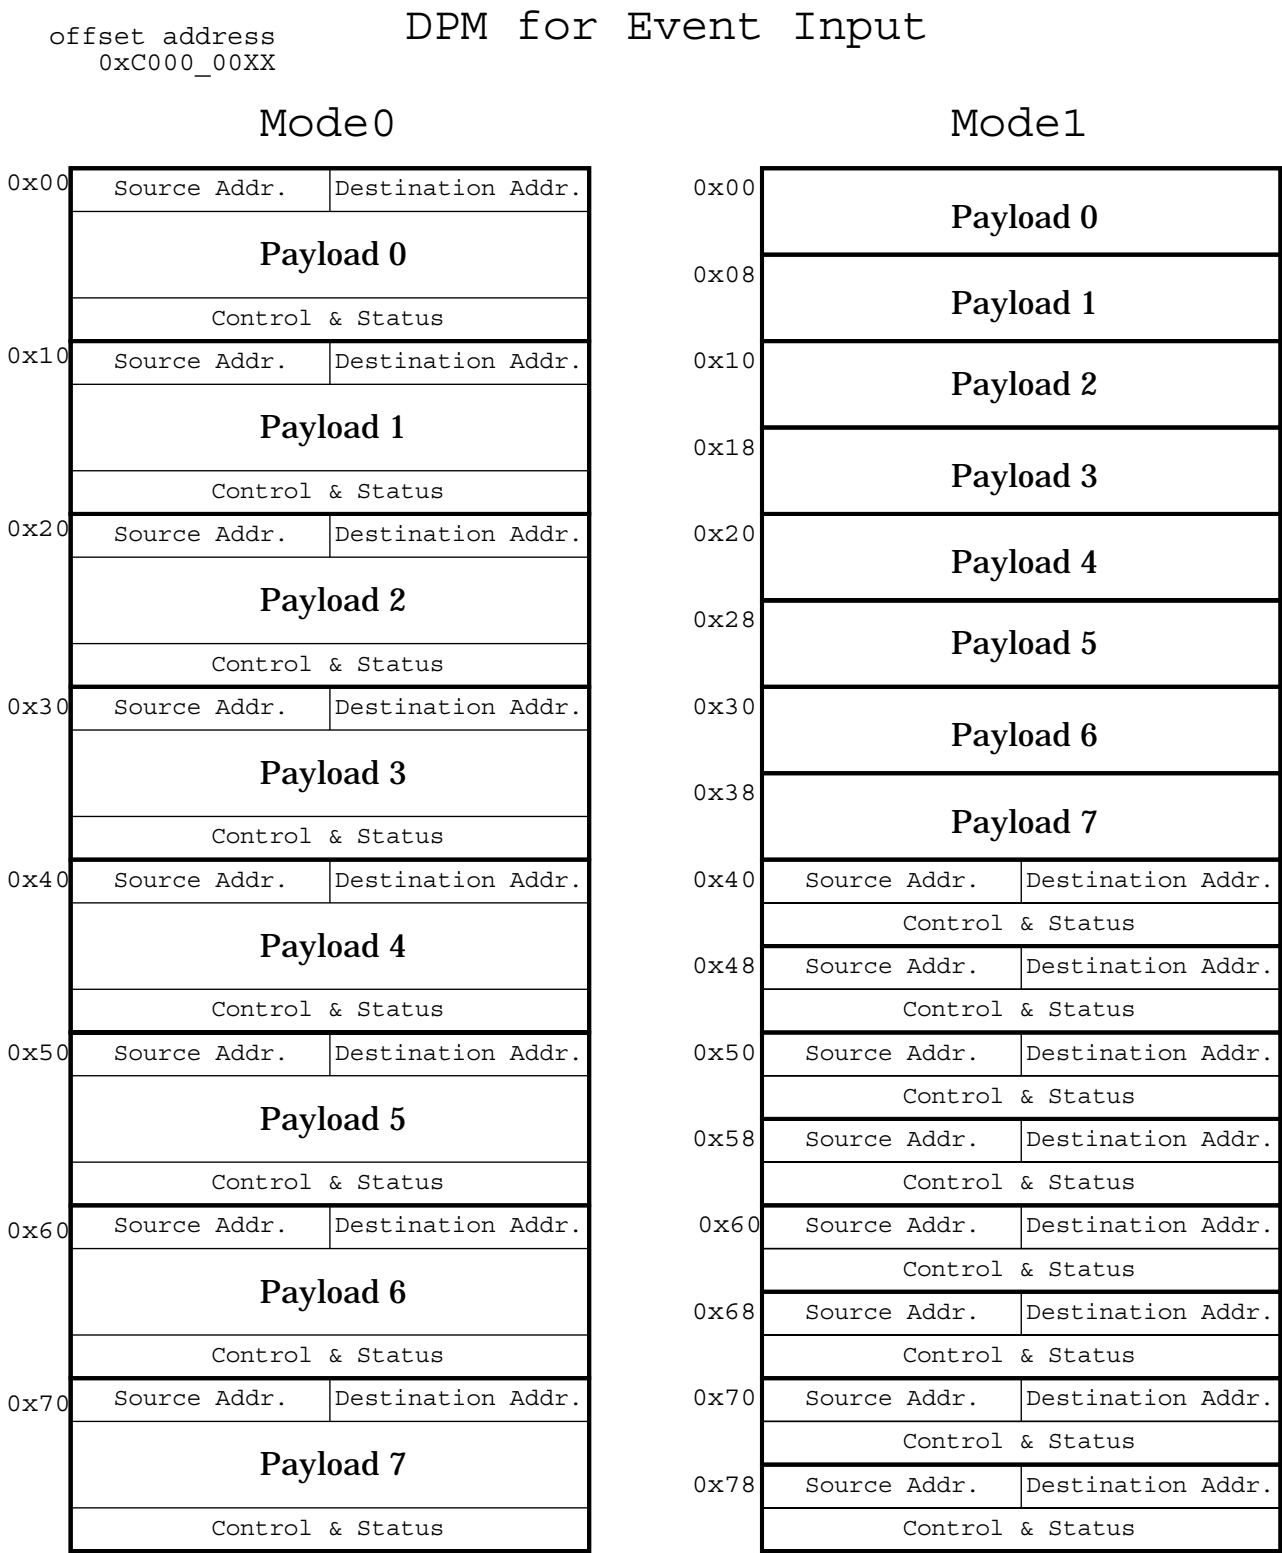 DPM for Event Input
offset address
0xC000_00XX
Mode0
0x00 Source Addr. Destination Addr.
Payload 0
Control & Status
0x10 Source Addr. Destination Addr.
Payload 1
Control & Status
0x20 Source Addr. Destination Addr.
Payload 2
Control & Status
0x30 Source Addr. Destination Addr.
Payload 3
Control & Status
0x40 Source Addr. Destination Addr.
Payload 4
Control & Status
0x50 Source Addr. Destination Addr.
Payload 5
Control & Status
0x60 Source Addr. Destination Addr.
Payload 6
Control & Status
0x70 Source Addr. Destination Addr.
Payload 7
Control & Status
Mode1
0x00
Payload 0
0x08
Payload 1
0x10
Payload 2
0x18
Payload 3
0x20
Payload 4
0x28
Payload 5
0x30
Payload 6
0x38
Payload 7
0x40 Source Addr. Destination Addr.
Control & Status
0x48 Source Addr. Destination Addr.
Control & Status
0x50 Source Addr. Destination Addr.
Control & Status
0x58 Source Addr. Destination Addr.
Control & Status
0x60 Source Addr. Destination Addr.
Control & Status
0x68 Source Addr. Destination Addr.
Control & Status
0x70 Source Addr. Destination Addr.
Control & Status
0x78 Source Addr. Destination Addr.
Control & Status